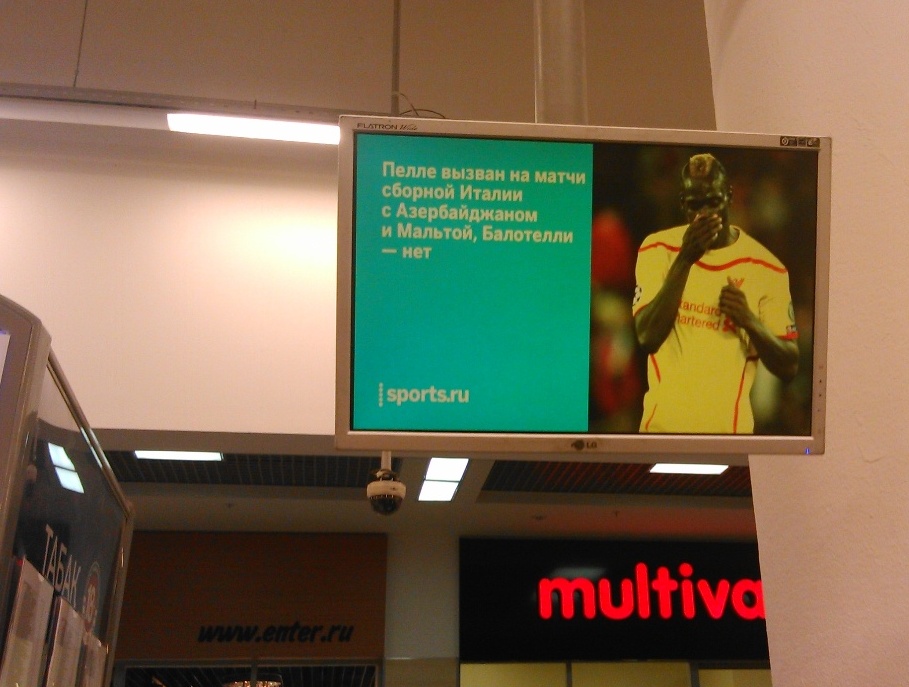 FLATRON
Пелле вызван на матчи
сборной Италии
с Азербайджаном
и Мальтой, Балотелли
— нет
sports.ru
Standard
Chartered
LG
ТАБАК
www.enter.ru
multiva